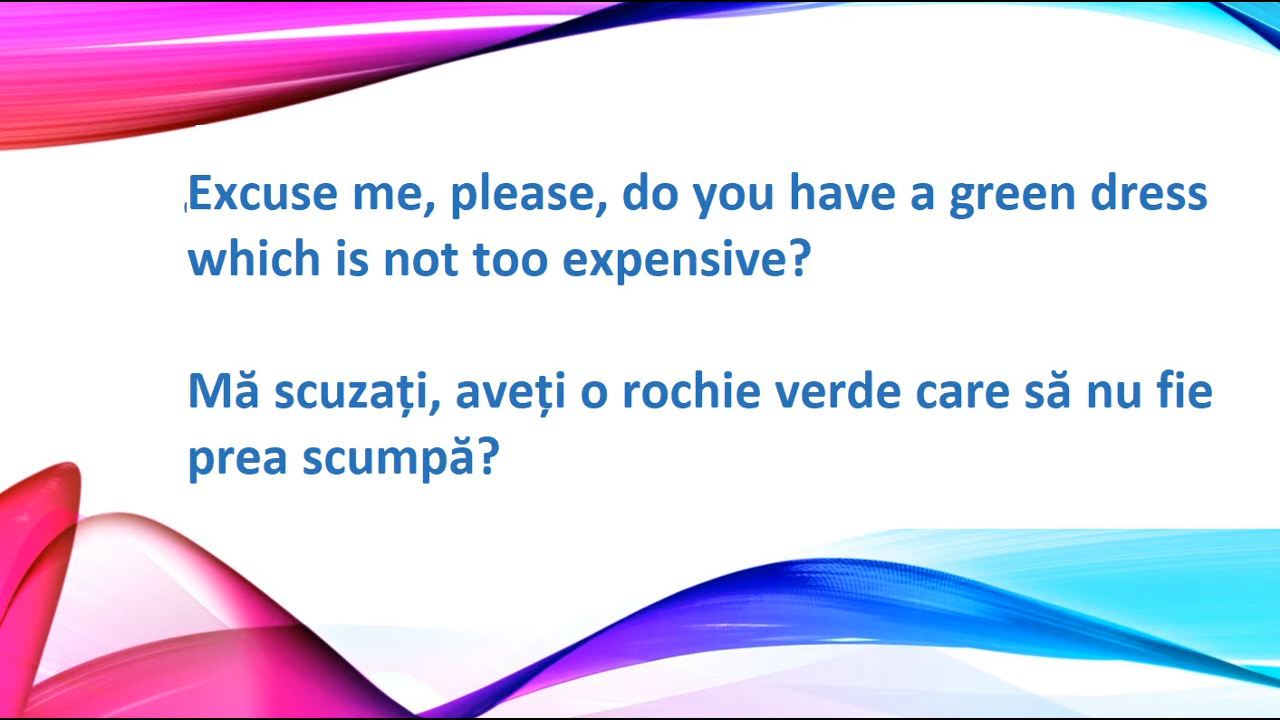 Excuse me, please, do you have a green dress
which is not too expensive?
Mă scuzați, aveți o rochie verde care să nu fie
prea scumpă?